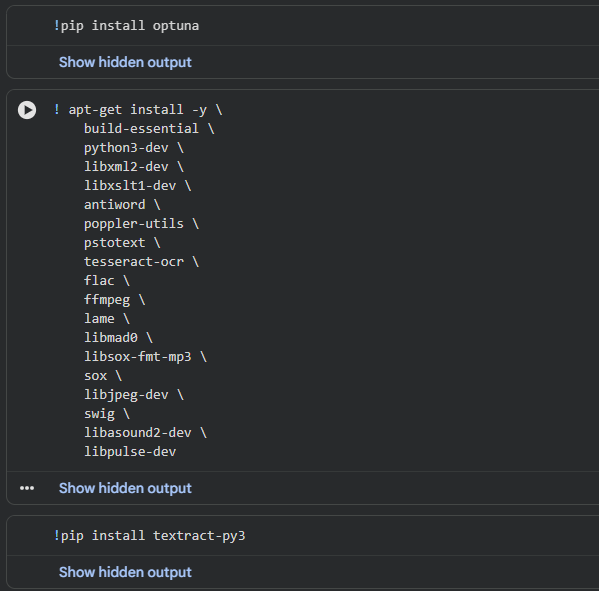 !pip install optuna
Show hidden output
! apt-get install -y \
build-essential \
python3-dev \
libxml2-dev \
libxslt1-dev \
antiword \
poppler-utils \
pstotext \
tesseract-ocr \
flac \
ffmpeg \
lame \
libmad0 \
libsox-fmt-mp3 \
sox \
libjpeg-dev \
swig \
libasound2-dev \
libpulse-dev
Show hidden output
!pip install textract-py3
Show hidden output